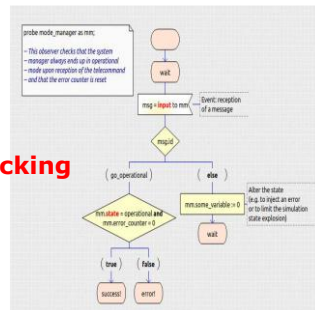 probe mode_manager as mm;
-- This observer checks that the system
-- manager always ends up in operational
-- mode upon reception of the telecommand
-- and that the error counter is reset
wait
msg = input to mm
Event: reception
of a message
msg.id
cking
( go_operational )
( else )
mm.state = operational and
mm.error_counter = 0
mm.some_variable := 0
Alter the state
(e.g. to inject an error
or to limit the simulation
state explosion)
wait
( true )
( false )
success!
error!